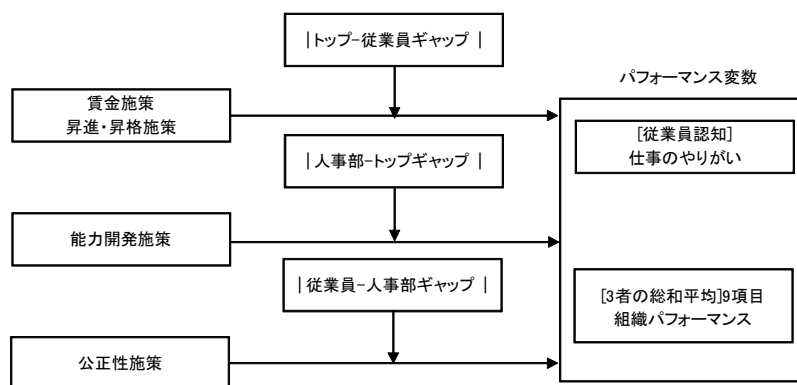 |トップ-従業員ギャップ |
パフォーマンス変数
賃金施策
昇進・昇格施策
[従業員認知]
仕事のやりがい
|人事部-トップギャップ |
能力開発施策
|従業員-人事部ギャップ |
[3者の総和平均]9項目
組織パフォーマンス
公正性施策